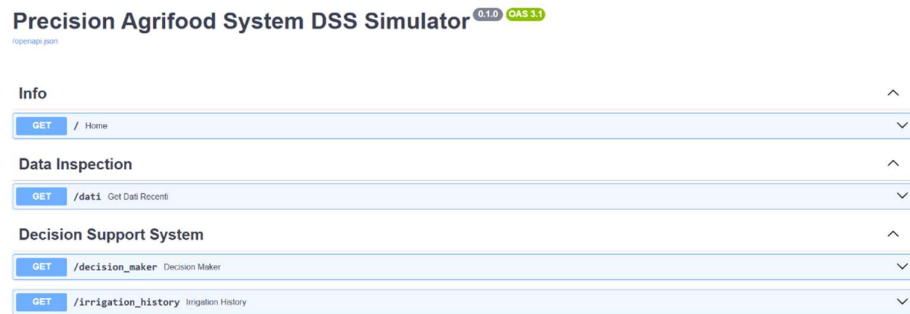 Precision Agrifood System DSS Simulator 0.1.0 OAS 3.1
/openapi.json
Info
GET / Home
Data Inspection
GET /dati Get Dati Recenti
Decision Support System
GET /decision_maker Decision Maker
GET /irrigation_history Irrigation History